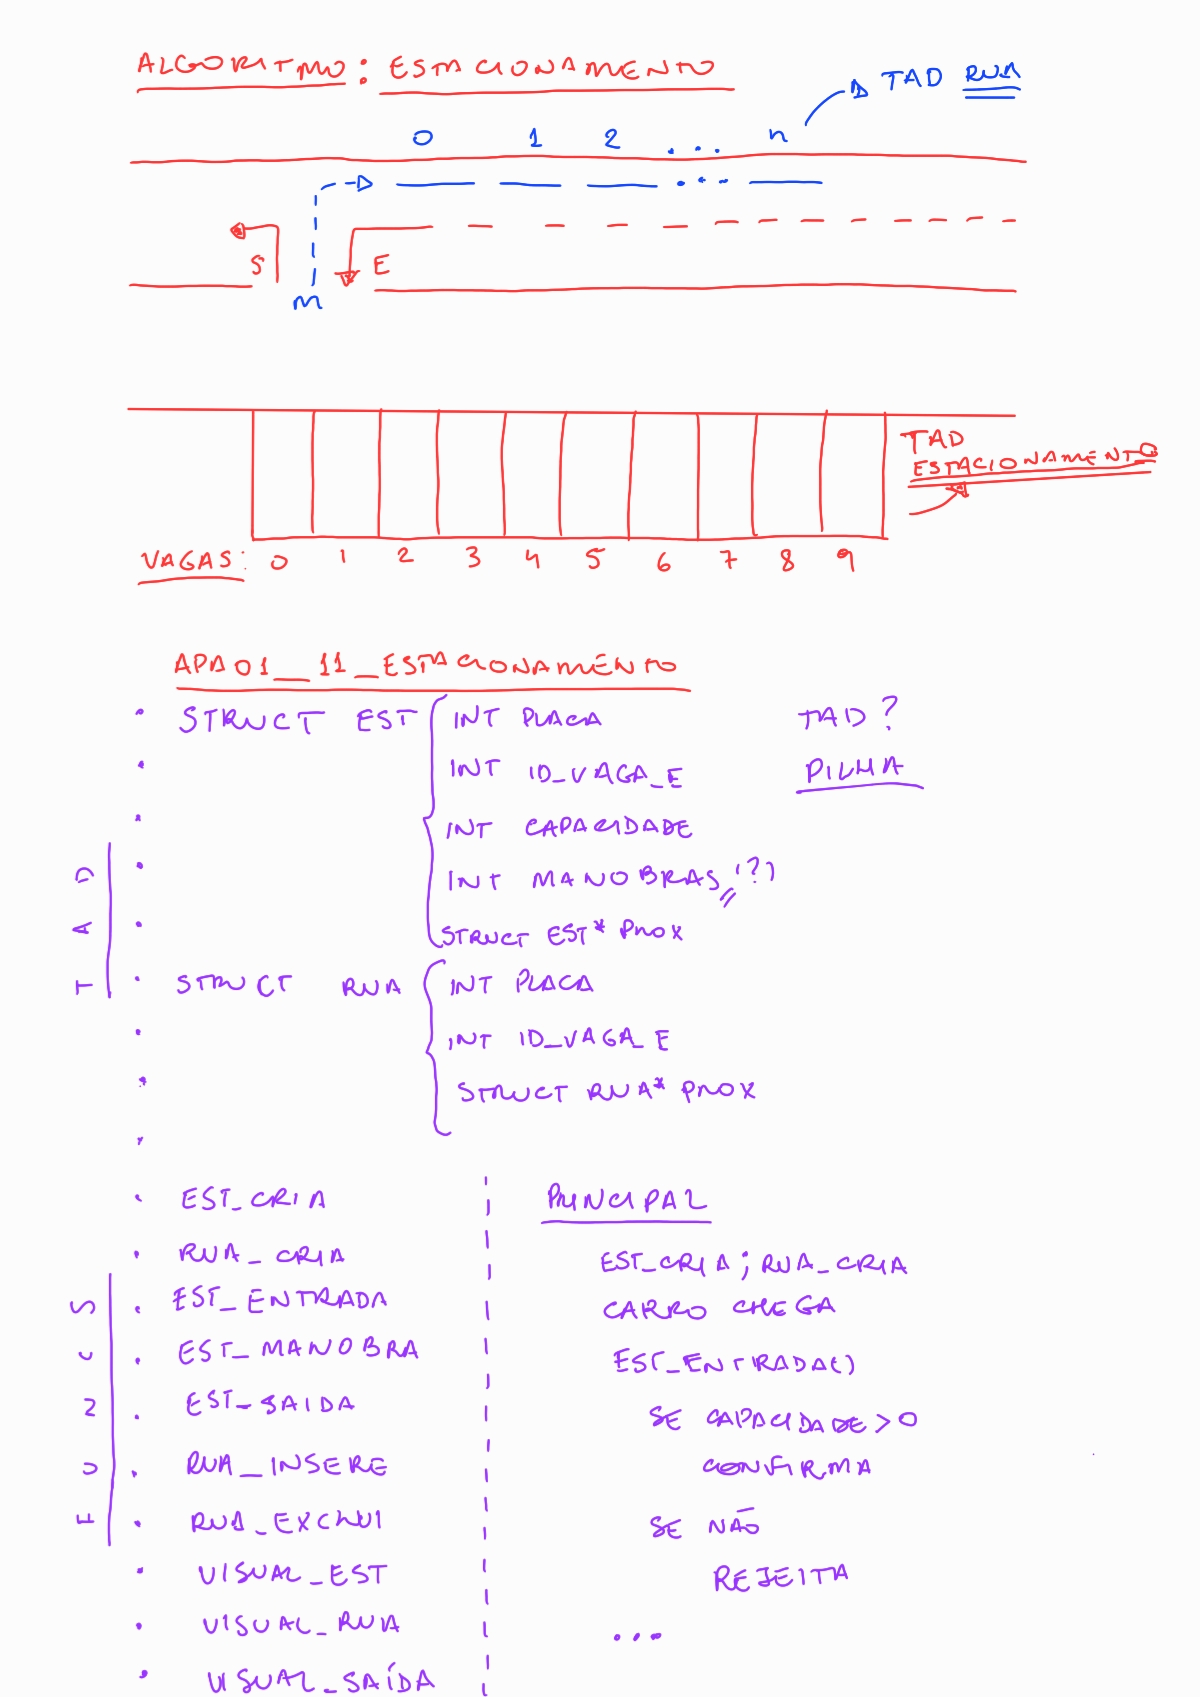 ALGORITMO: ESTACIONAMENTO
TAD RUA
0 1 2 ... n
S E
m
TAD
ESTACIONAMENTO
VAGAS: 0 1 2 3 4 5 6 7 8 9
APA01__11_ESTACIONAMENTO
STRUCT EST { INT PLACA TAD?
INT ID_VAGA_E PILHA
INT CAPACIDADE
INT MANOBRAS (?)
STRUCT EST* PROX
TAD
STRUCT RUA { INT PLACA
INT ID_VAGA_E
STRUCT RUA* PROX
EST_CRIA PRINCIPAL
RUA_CRIA EST_CRIA; RUA_CRIA
EST_ENTRADA CARRO CHEGA
EST_MANOBRA EST_ENTRADA()
EST_SAIDA SE CAPACIDADE>0
RUA_INSERE CONFIRMA
RUA_EXCLUI SE NÃO
VISUAL_EST REJEITA
VISUAL_RUA ...
VISUAL_SAÍDA